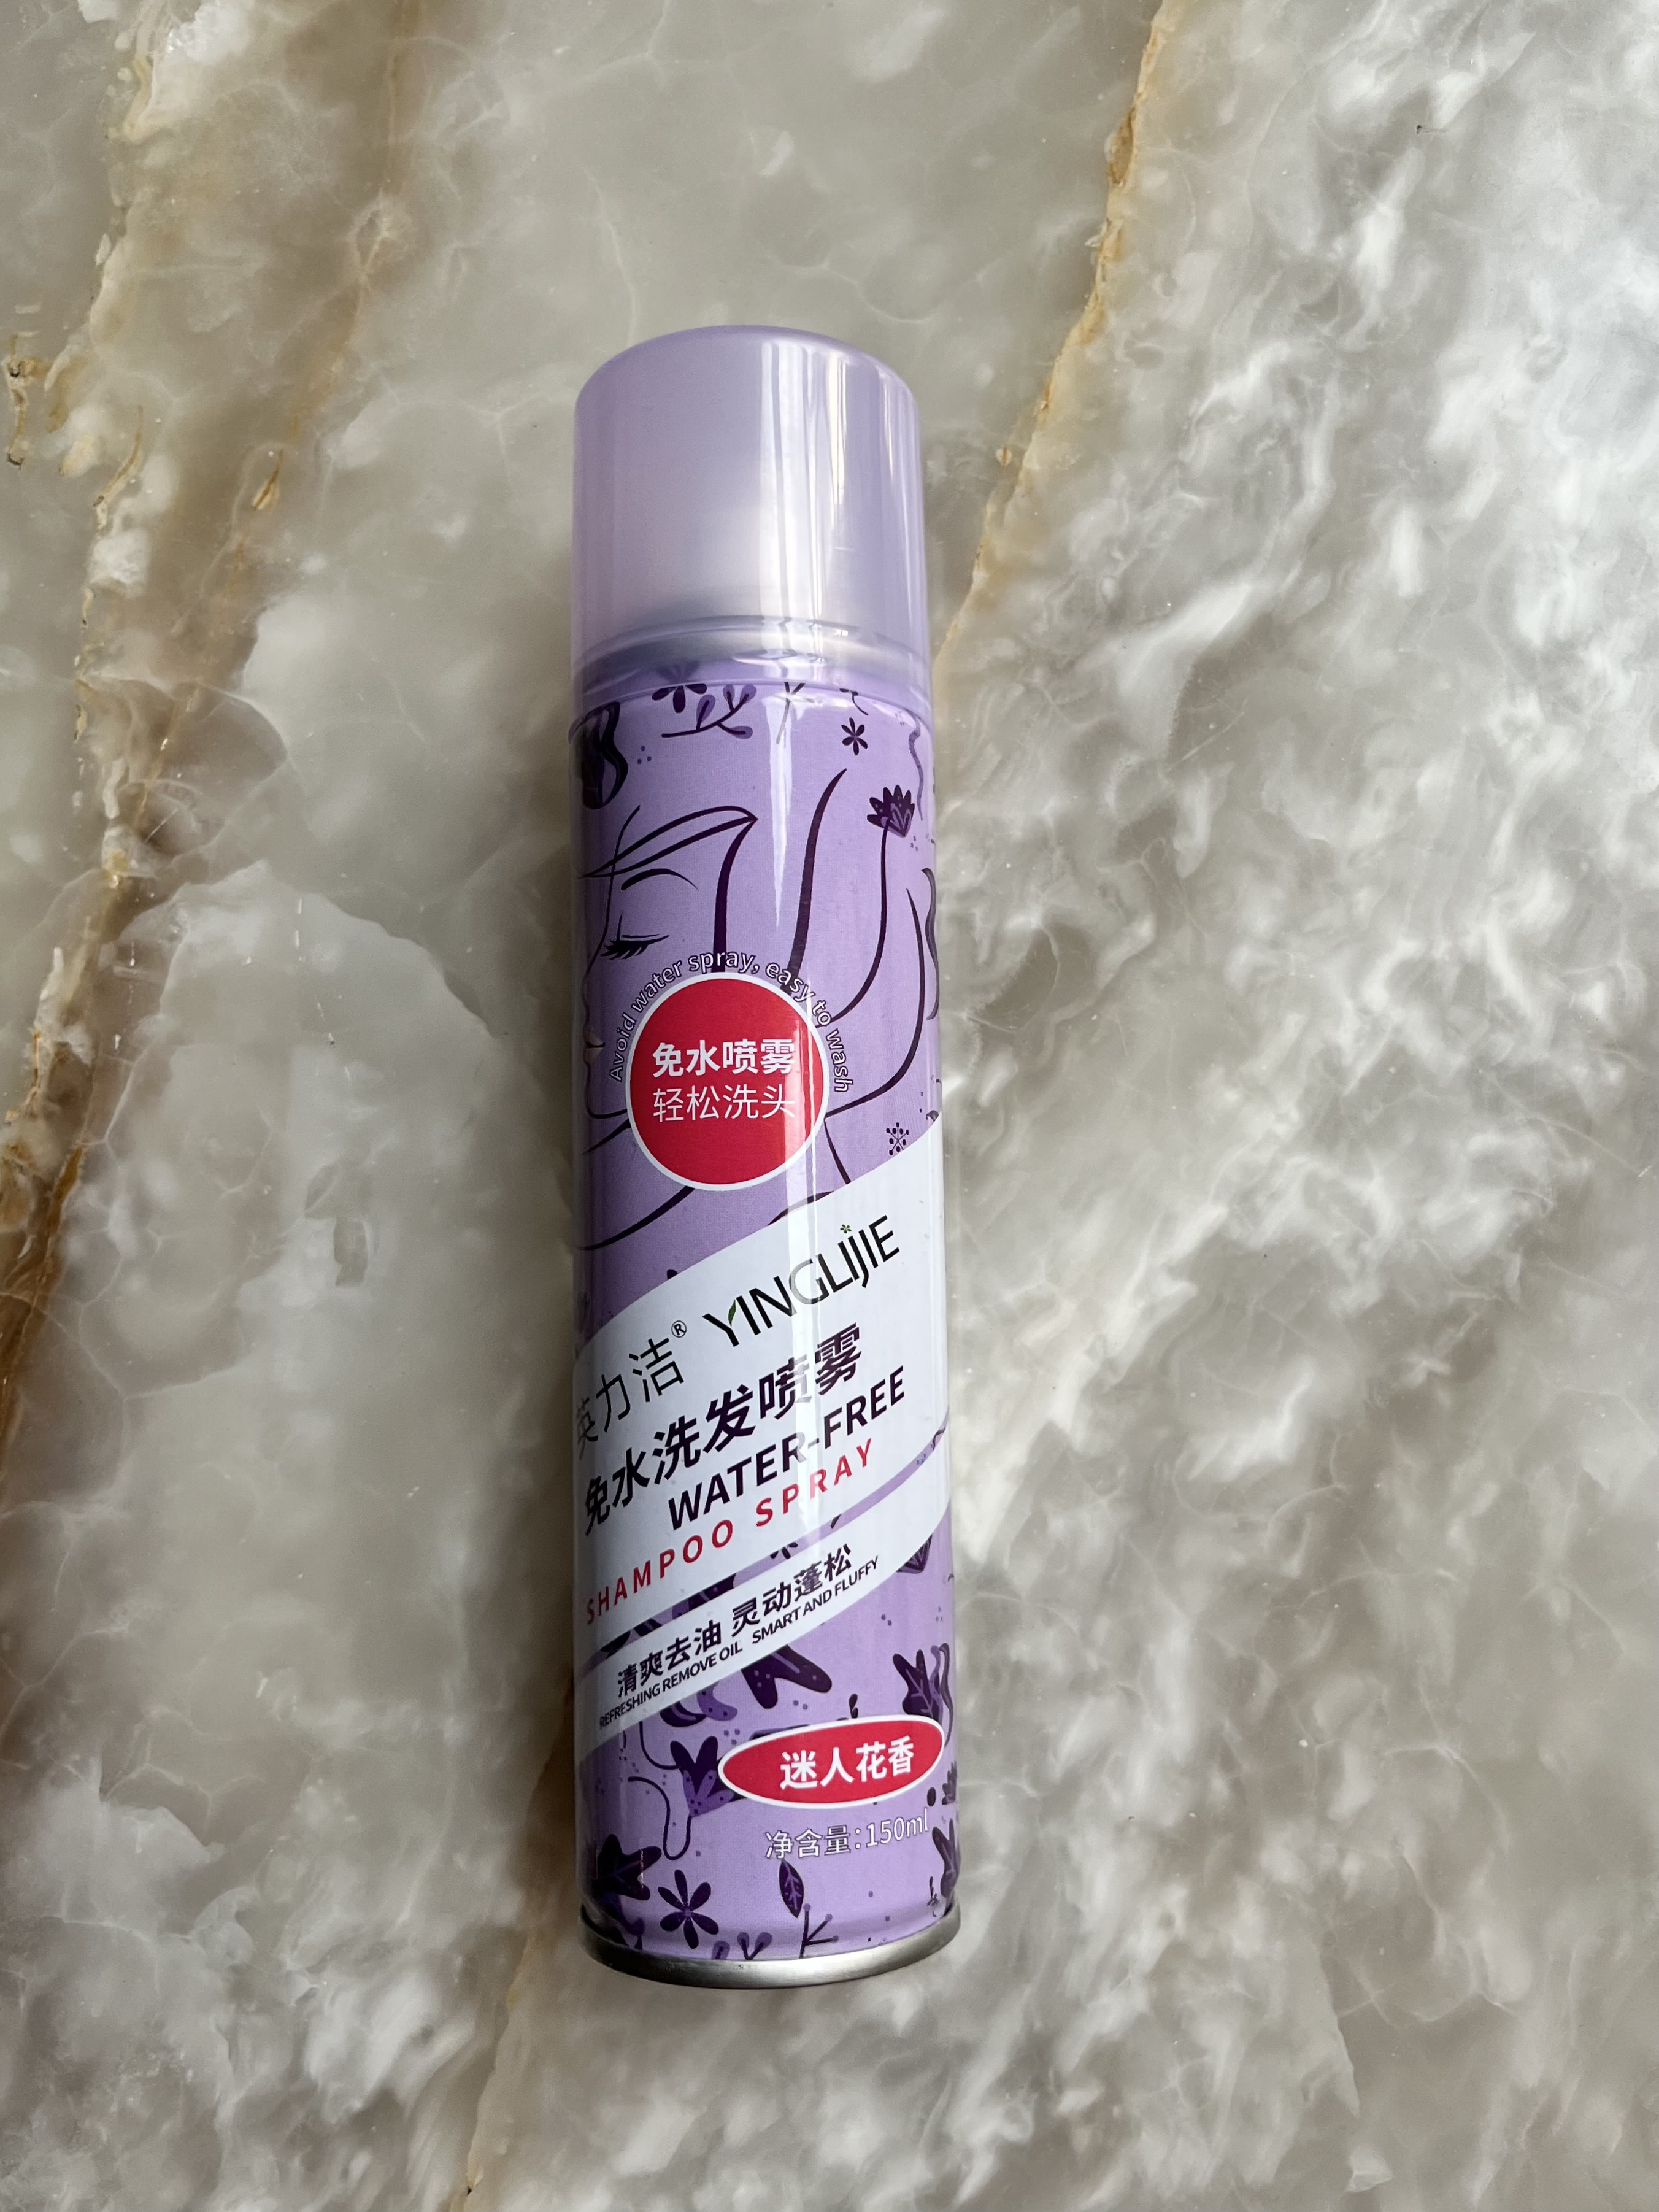 Avoid water spray, easy to wash
免水喷雾
轻松洗头
英力洁® YINGLIJIE
免水洗发喷雾
WATER-FREE
SHAMPOO SPRAY
清爽去油 灵动蓬松
REFRESHING REMOVE OIL SMART AND FLUFFY
迷人花香
净含量:150ml